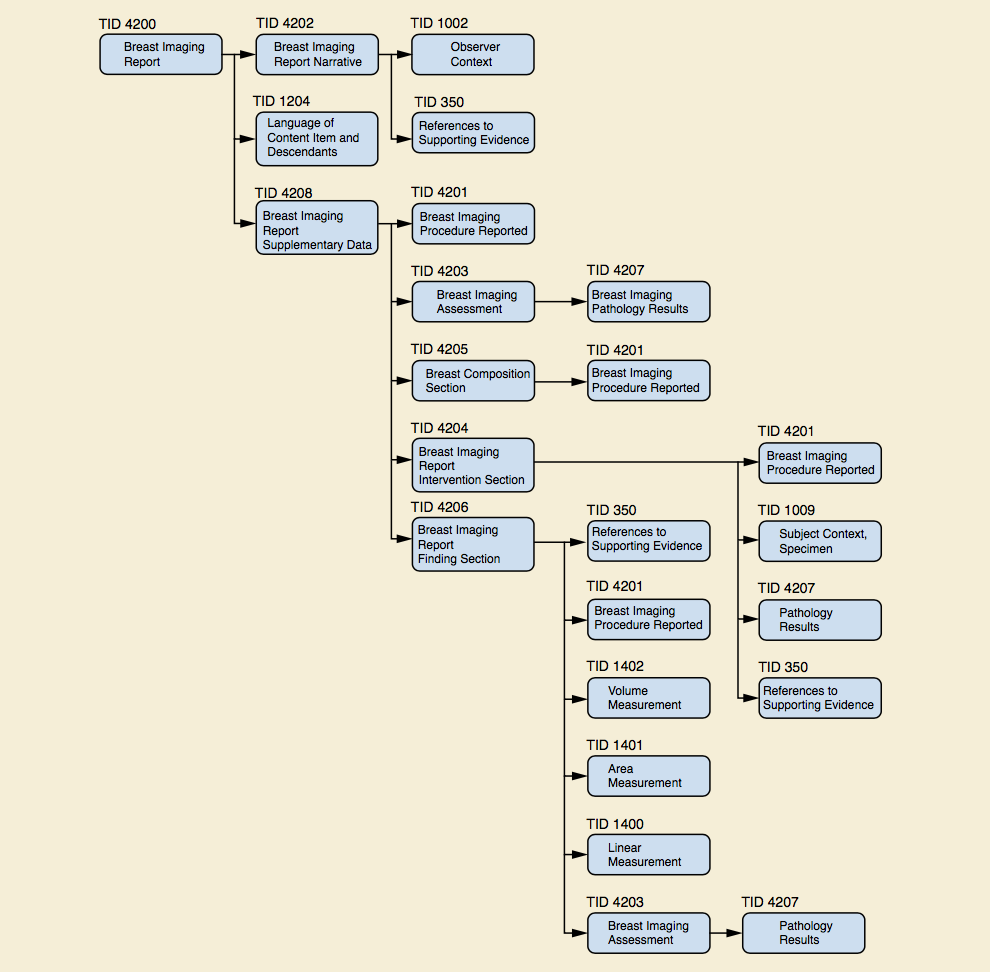 TID 4200
Breast Imaging
Report
TID 4202
Breast Imaging
Report Narrative
TID 1002
Observer
Context
TID 350
References to
Supporting Evidence
TID 1204
Language of
Content Item and
Descendants
TID 4208
Breast Imaging
Report
Supplementary Data
TID 4201
Breast Imaging
Procedure Reported
TID 4203
Breast Imaging
Assessment
TID 4207
Breast Imaging
Pathology Results
TID 4205
Breast Composition
Section
TID 4201
Breast Imaging
Procedure Reported
TID 4204
Breast Imaging
Report
Intervention Section
TID 4201
Breast Imaging
Procedure Reported
TID 1009
Subject Context,
Specimen
TID 4207
Pathology
Results
TID 350
References to
Supporting Evidence
TID 4206
Breast Imaging
Report
Finding Section
TID 350
References to
Supporting Evidence
TID 4201
Breast Imaging
Procedure Reported
TID 1402
Volume
Measurement
TID 1401
Area
Measurement
TID 1400
Linear
Measurement
TID 4203
Breast Imaging
Assessment
TID 4207
Pathology
Results